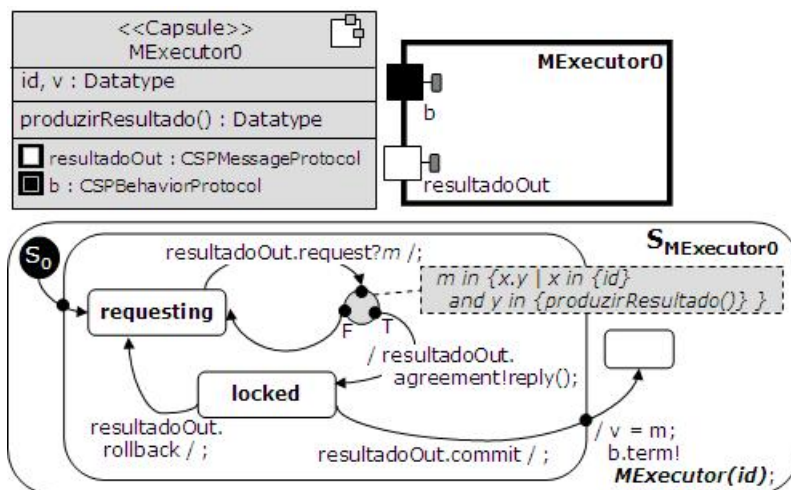 <<Capsule>>
MExecutor0
id, v : Datatype
produzirResultado() : Datatype
resultadoOut : CSPMessageProtocol
b : CSPBehaviorProtocol
MExecutor0
b
resultadoOut
S0
SMExecutor0
resultadoOut.request?m /;
m in {x.y | x in {id}
and y in {produzirResultado()} }
requesting
F
T
/ resultadoOut.
agreement!reply();
locked
resultadoOut.
rollback / ;
resultadoOut.commit / ;
/ v = m;
b.term!
MExecutor(id);